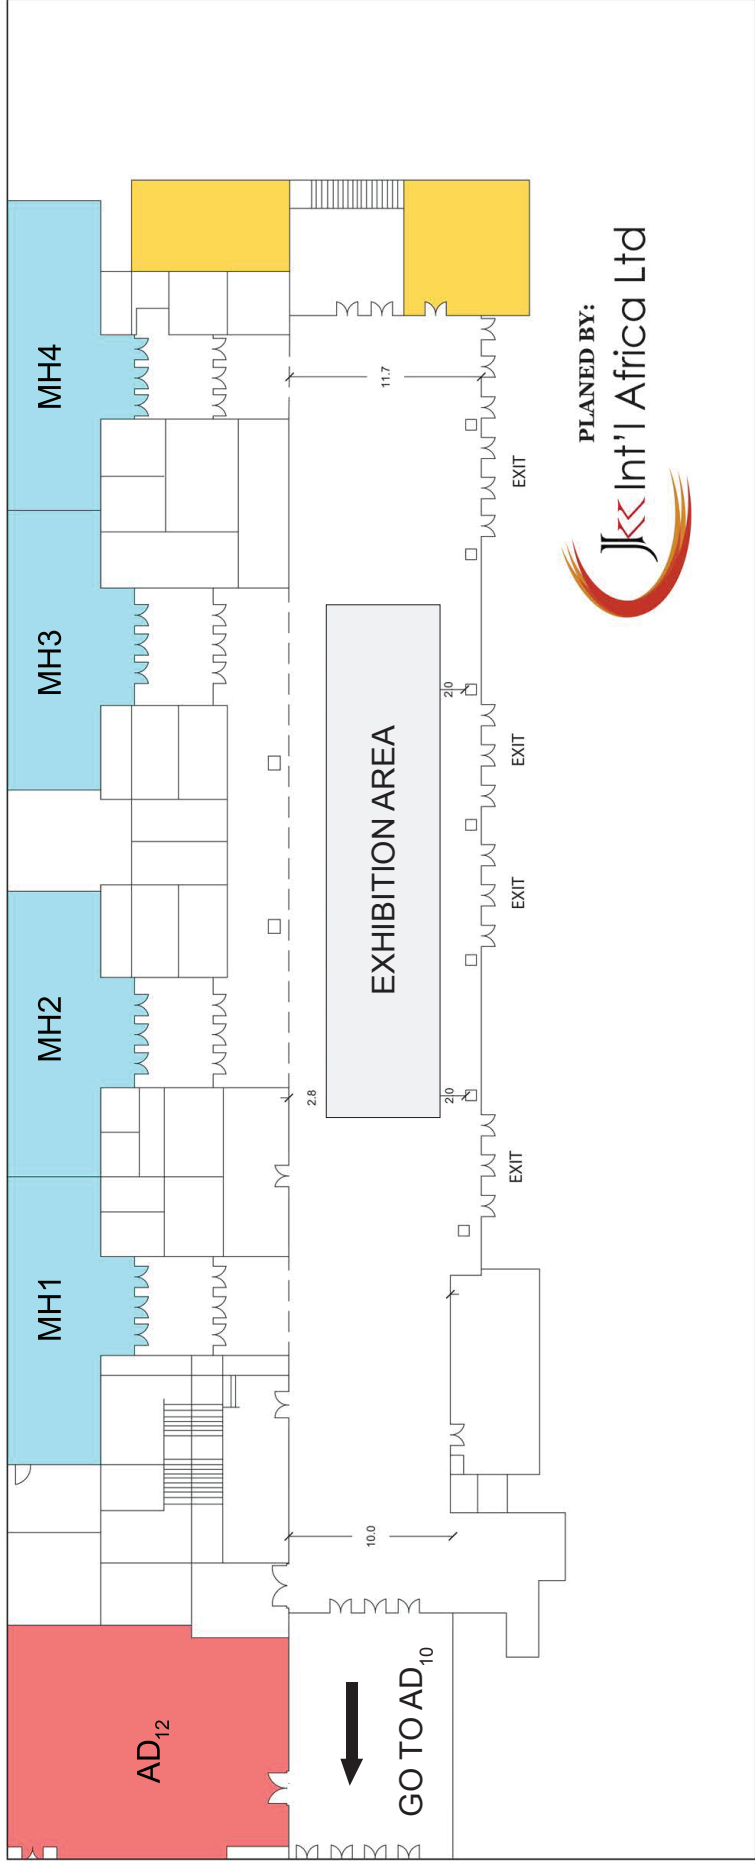 MH1
MH2
MH3
MH4
AD12
GO TO AD10
10.0
2.8
11.7
EXHIBITION AREA
2.0
2.0
EXIT
EXIT
EXIT
EXIT
PLANED BY:
JKK Int'l Africa Ltd